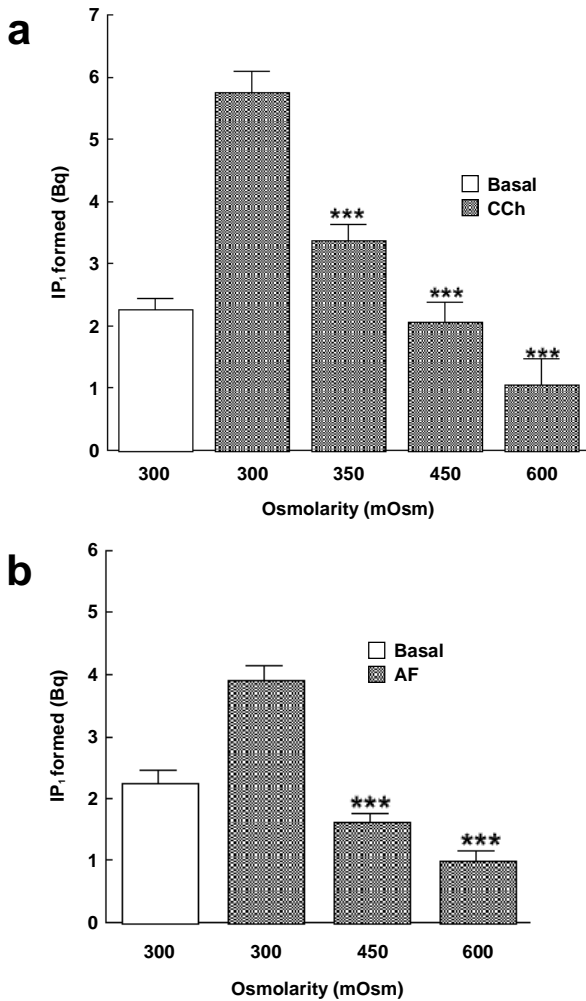 a
7
6
5
4
3
2
1
0
IP₁ formed (Bq)
Basal
CCh
***
***
***
300 300 350 450 600
Osmolarity (mOsm)
b
6
5
4
3
2
1
0
IP₁ formed (Bq)
Basal
AF
***
***
300 300 450 600
Osmolarity (mOsm)